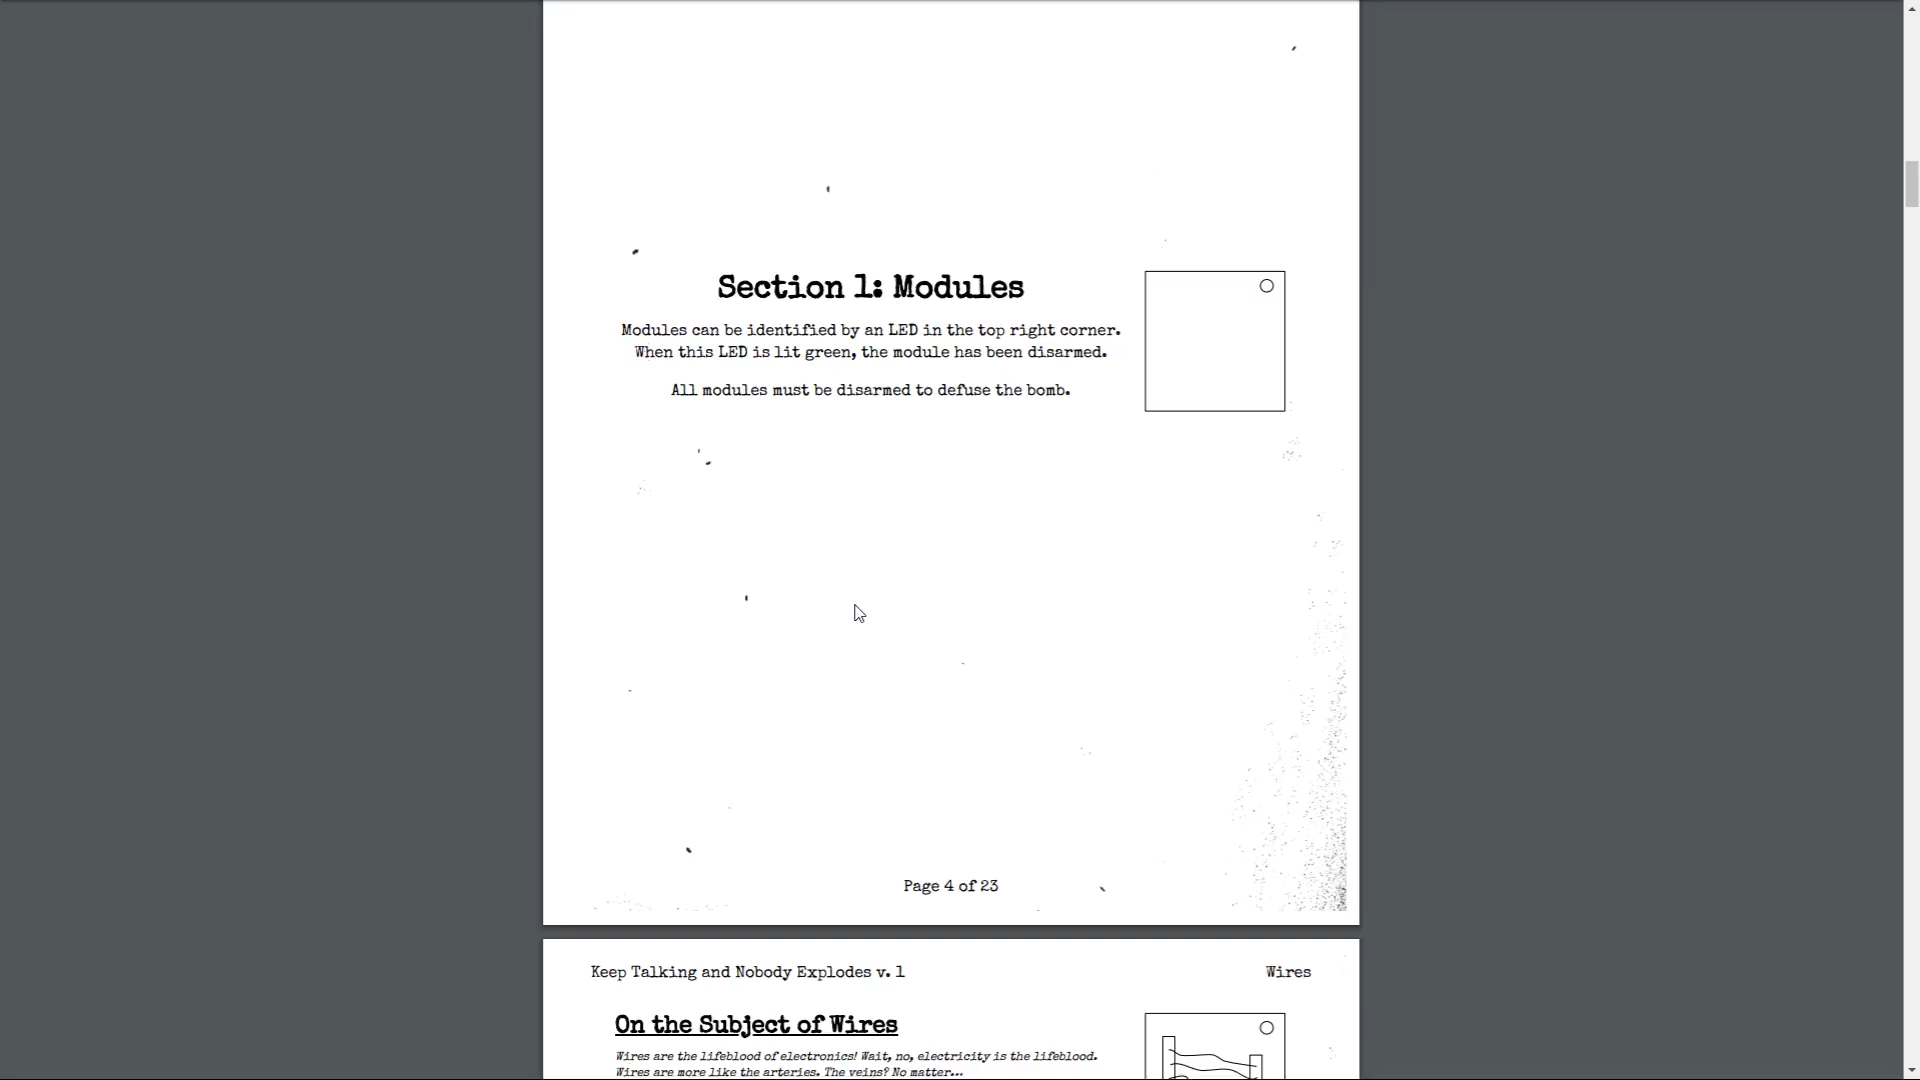 Section 1: Modules
Modules can be identified by an LED in the top right corner.
When this LED is lit green, the module has been disarmed.
All modules must be disarmed to defuse the bomb.
Page 4 of 23
Keep Talking and Nobody Explodes v. 1
Wires
On the Subject of Wires
Wires are the lifeblood of electronics! Wait, no, electricity is the lifeblood.
Wires are more like the arteries. The veins? No matter...